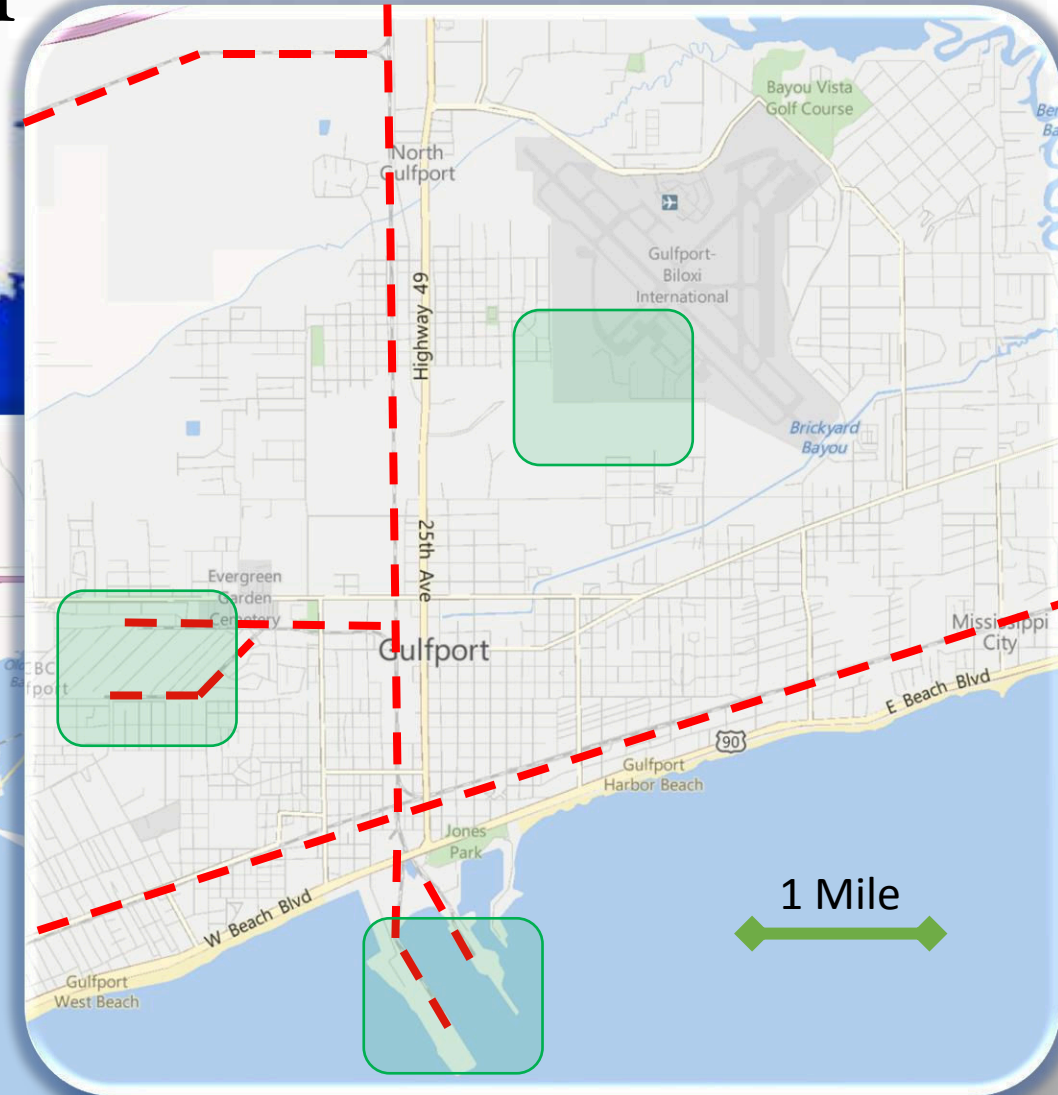 Bayou Vista
Golf Course
North
Gulfport
Gulfport-
Biloxi
International
Highway 49
Brickyard
Bayou
25th Ave
Evergreen
Garden
Cemetery
Mississippi
City
Gulfport
E Beach Blvd
90
Gulfport
Harbor Beach
Jones
Park
1 Mile
W Beach Blvd
Gulfport
West Beach